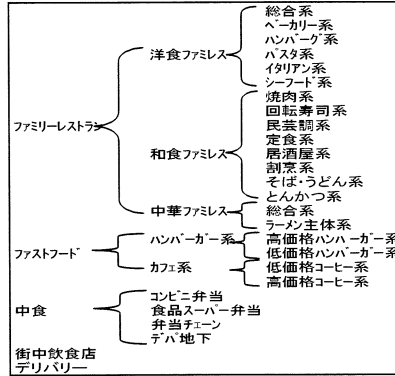 総合系
ベーカリー系
ハンバーグ系
洋食ファミレス
パスタ系
イタリアン系
シーフード系
焼肉系
回転寿司系
ファミリーレストラン
民芸調系
和食ファミレス
定食系
居酒屋系
割烹系
そば・うどん系
とんかつ系
中華ファミレス
総合系
ラーメン主体系
ハンバーガー系
高価格ハンバーガー系
ファストフード
低価格ハンバーガー系
カフェ系
低価格コーヒー系
高価格コーヒー系
コンビニ弁当
中食
食品スーパー弁当
弁当チェーン
デパ地下
街中飲食店
デリバリー